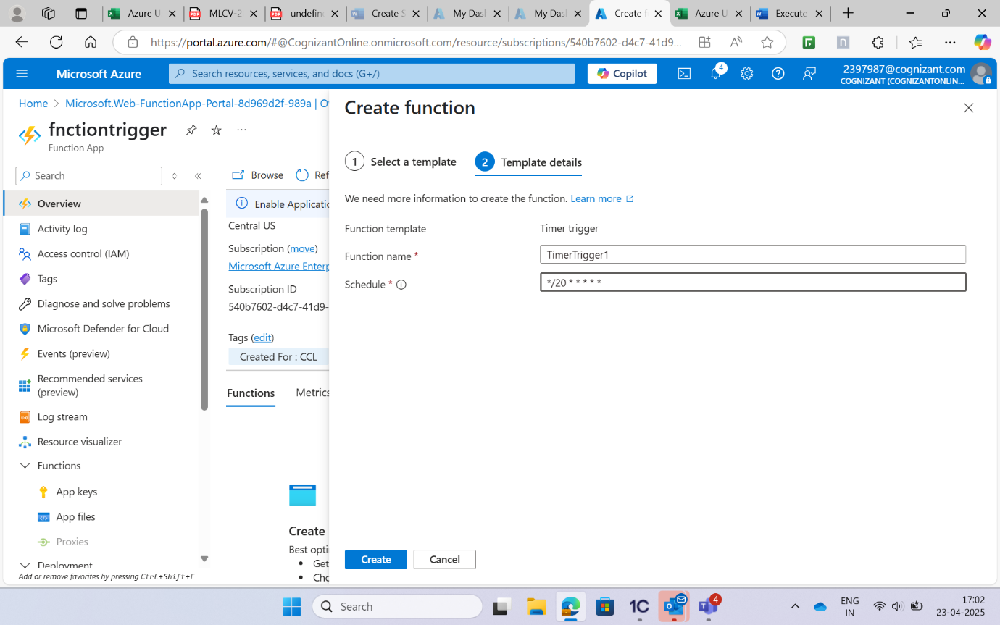 Azure U
MLCV-2
undefin
Create S
My Das
My Das
Create f
Azure U
Execute
https://portal.azure.com/#@CognizantOnline.onmicrosoft.com/resource/subscriptions/540b7602-d4c7-41d9...
Microsoft Azure
Search resources, services, and docs (G+/)
Copilot
4
2397987@cognizant.com
COGNIZANT (COGNIZANTONLIN...
Home > Microsoft.Web-FunctionApp-Portal-8d969d2f-989a | O
fnctiontrigger
Function App
Search
Overview
Activity log
Access control (IAM)
Tags
Diagnose and solve problems
Microsoft Defender for Cloud
Events (preview)
Recommended services
(preview)
Log stream
Resource visualizer
Functions
App keys
App files
Proxies
Deployment
Add or remove favorites by pressing Ctrl+Shift+F
Browse
Ref
Enable Applicatic
Central US
Subscription (move)
Microsoft Azure Enterp
Subscription ID
540b7602-d4c7-41d9-
Tags (edit)
Created For : CCL
Functions
Metrics
Create
Best opti
• Get
• Cho
Create function
1 Select a template
2 Template details
We need more information to create the function. Learn more
Function template
Timer trigger
Function name *
TimerTrigger1
Schedule *
*/20 * * * * *
Create
Cancel
Search
1C
4
ENG
IN
17:02
23-04-2025